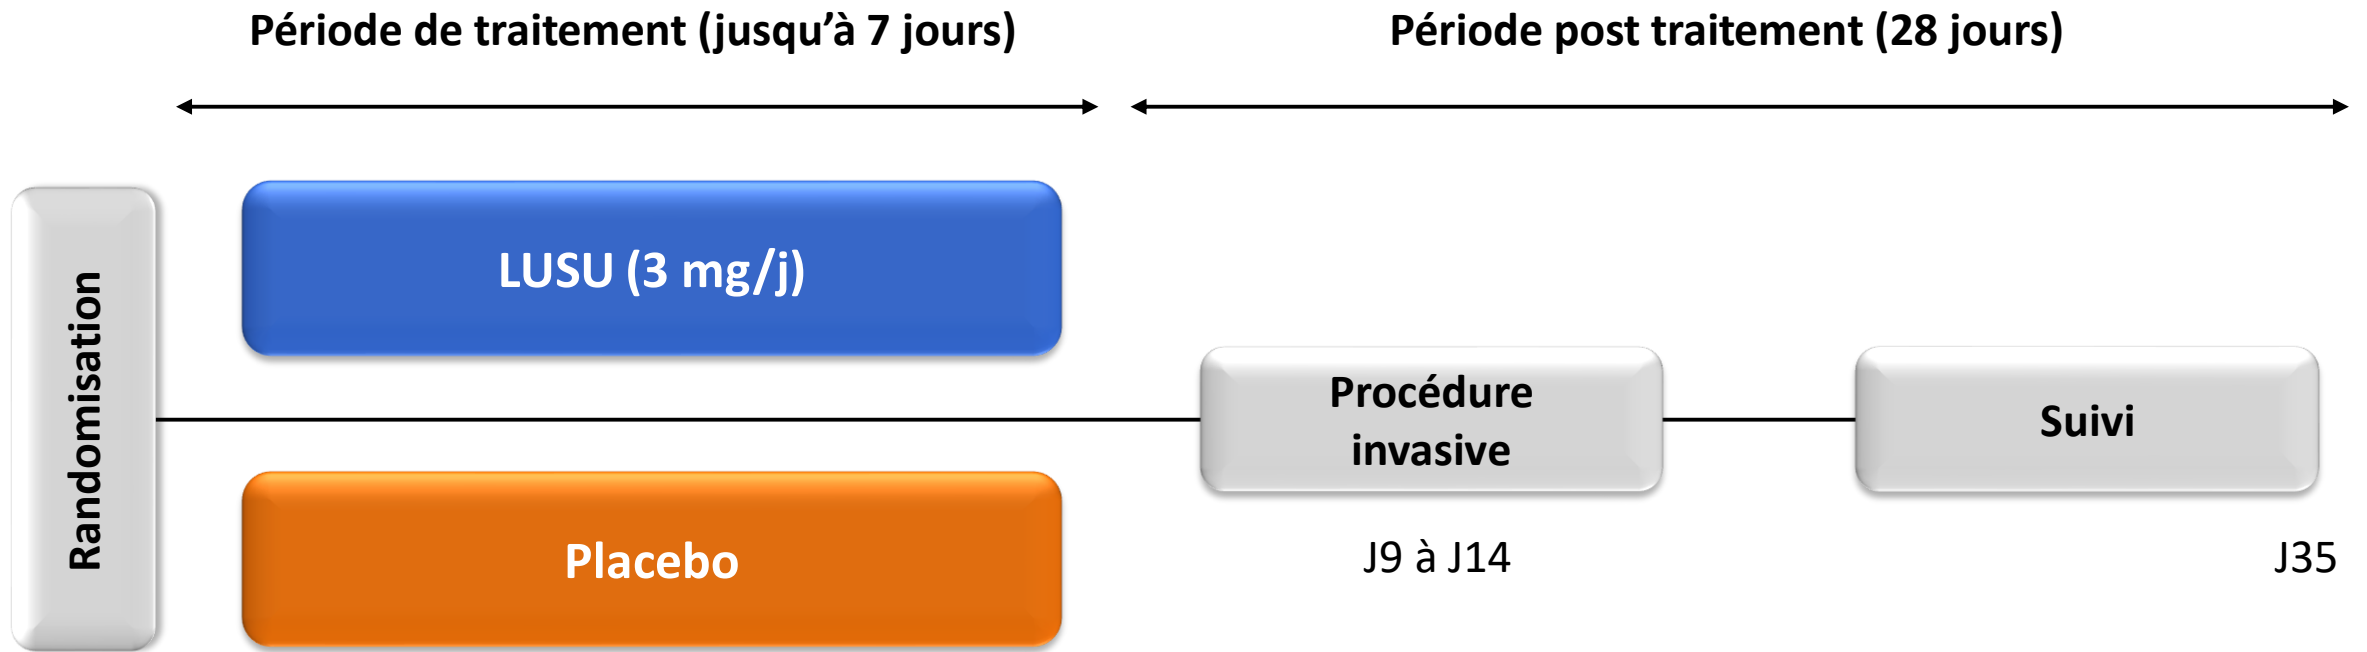 Période de traitement (jusqu’à 7 jours)
Période post traitement (28 jours)
Randomisation
LUSU (3 mg/j)
Placebo
Procédure
invasive
J9 à J14
Suivi
J35